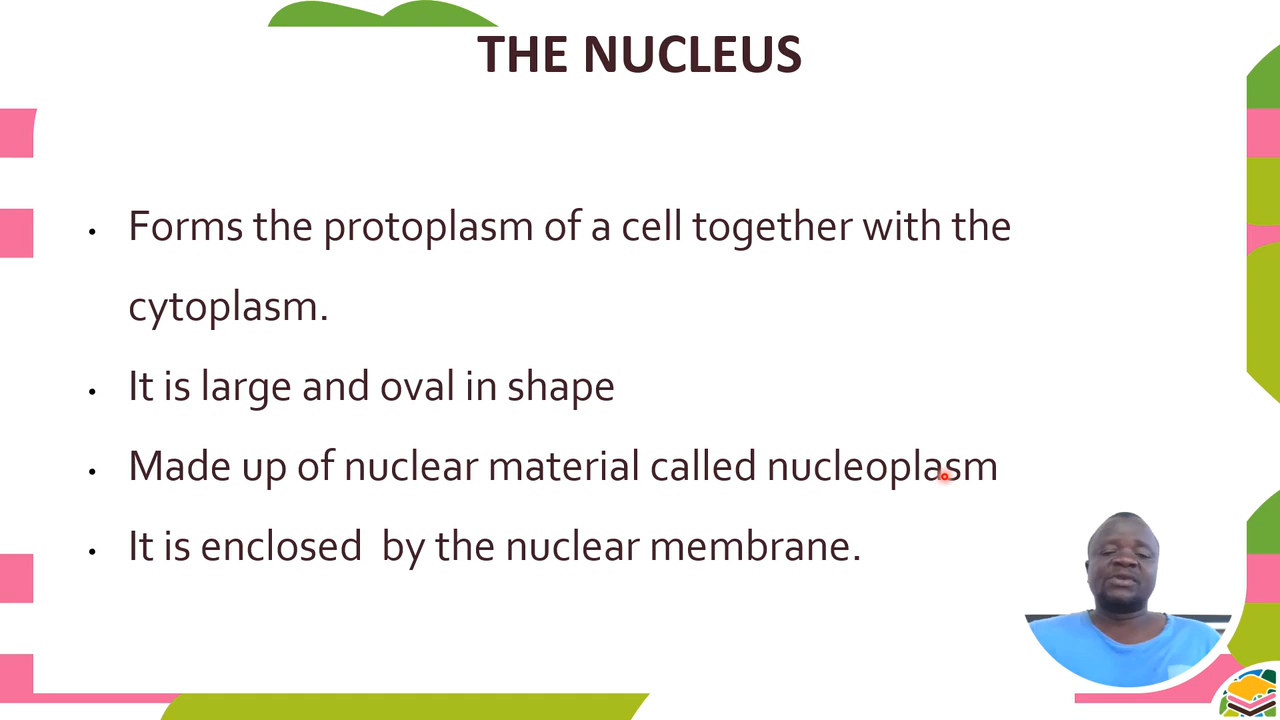 THE NUCLEUS
• Forms the protoplasm of a cell together with the
cytoplasm.
• It is large and oval in shape
• Made up of nuclear material called nucleoplasm
• It is enclosed  by the nuclear membrane.